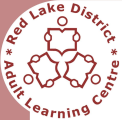 * Red Lake District *
Adult Learning Centre